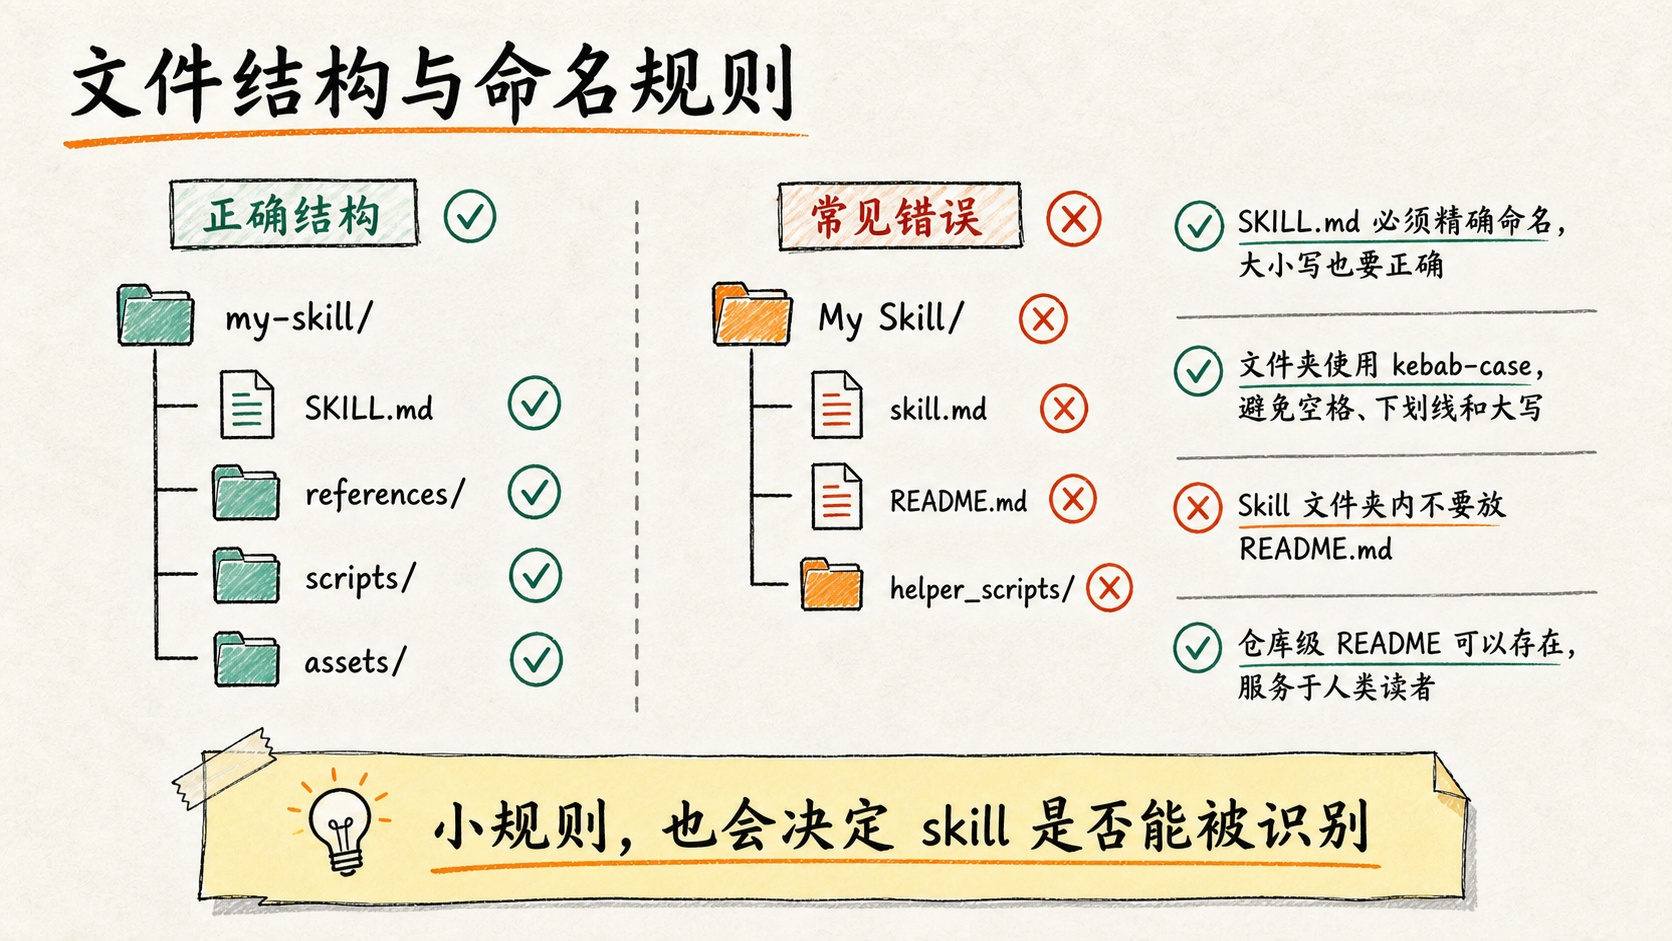 文件结构与命名规则
正确结构
my-skill/
SKILL.md
references/
scripts/
assets/
常见错误
My Skill/
skill.md
README.md
helper_scripts/
SKILL.md 必须精确命名，
大小写也要正确
文件夹使用 kebab-case，
避免空格、下划线和大写
Skill 文件夹内不要放
README.md
仓库级 README 可以存在，
服务于人类读者
小规则，也会决定 skill 是否能被识别